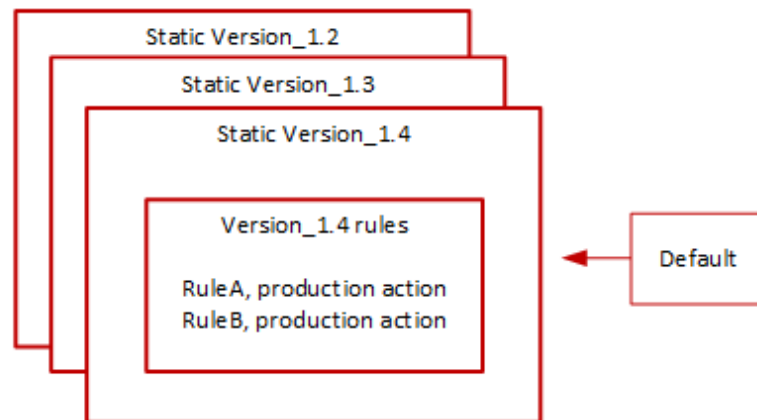 Static Version_1.2
Static Version_1.3
Static Version_1.4
Version_1.4 rules
RuleA, production action
RuleB, production action
Default